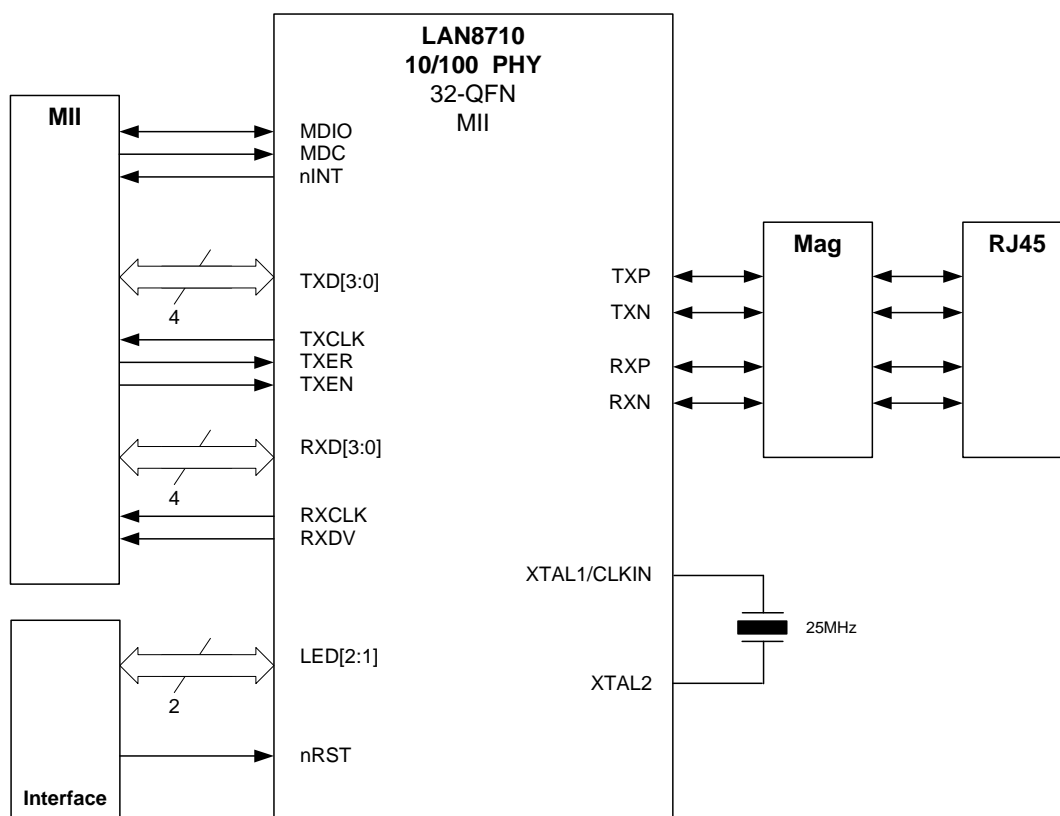 LAN8710
10/100 PHY
32-QFN
MII
MII
MDIO
MDC
nINT
TXD[3:0]
4
TXCLK
TXER
TXEN
RXD[3:0]
4
RXCLK
RXDV
Mag
RJ45
TXP
TXN
RXP
RXN
XTAL1/CLKIN
25MHz
XTAL2
LED[2:1]
2
nRST
Interface